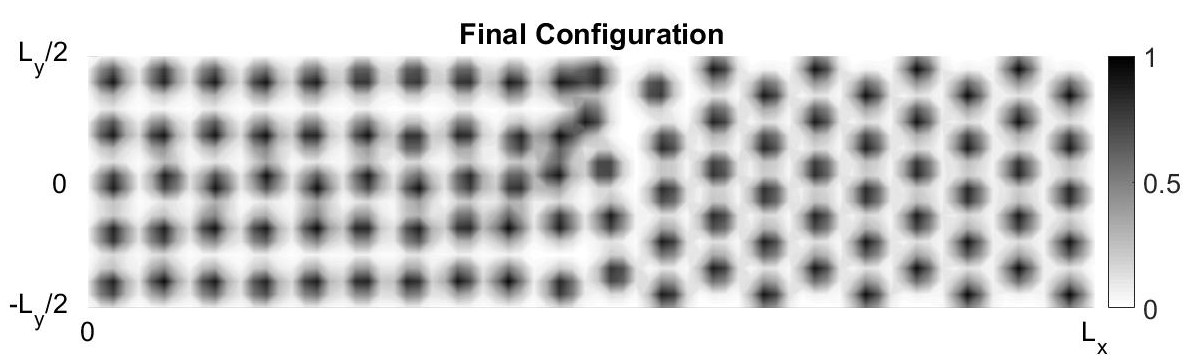 Final Configuration
L_y/2
0
-L_y/2
0
L_x
1
0.5
0